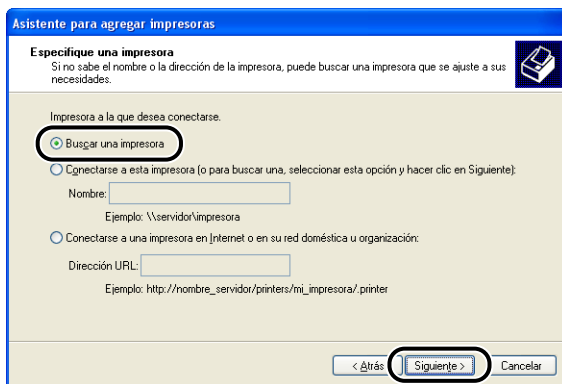 Asistente para agregar impresoras
Especifique una impresora
Si no sabe el nombre o la dirección de la impresora, puede buscar una impresora que se ajuste a sus
necesidades.
Impresora a la que desea conectarse.
Buscar una impresora
Conectarse a esta impresora (o para buscar una, seleccionar esta opción y hacer clic en Siguiente):
Nombre:
Ejemplo: \\servidor\impresora
Conectarse a una impresora en Internet o en su red doméstica u organización:
Dirección URL:
Ejemplo: http://nombre_servidor/printers/mi_impresora/.printer
< Atrás Siguiente > Cancelar